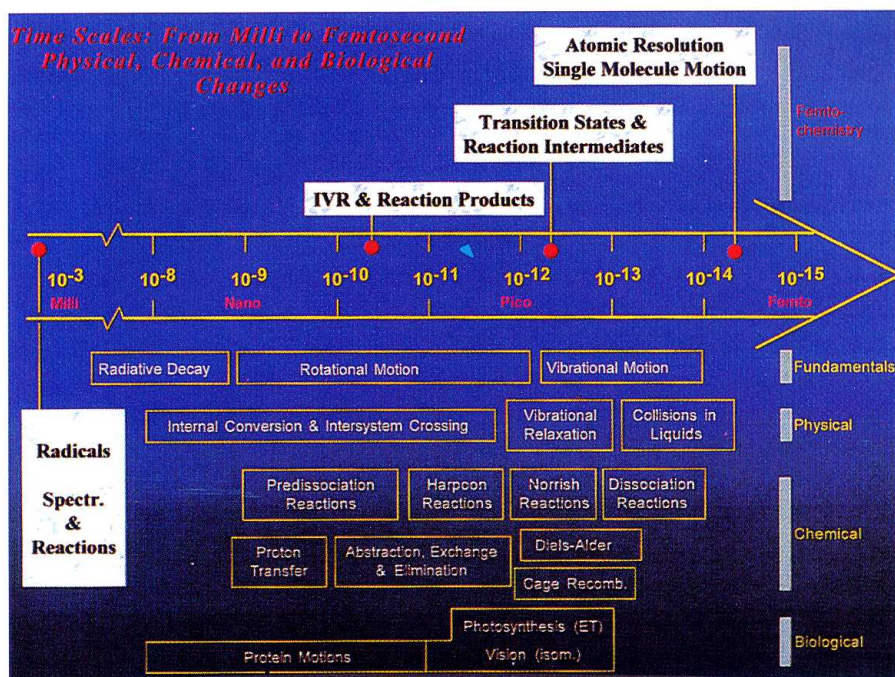 Time Scales: From Milli to Femtosecond
Physical, Chemical, and Biological
Changes
Atomic Resolution
Single Molecule Motion
Femto-
chemistry
Transition States &
Reaction Intermediates
IVR & Reaction Products
10-3 10-8 10-9 10-10 10-11 10-12 10-13 10-14 10-15
Milli Nano Pico Femto
Radiative Decay Rotational Motion Vibrational Motion Fundamentals
Radicals
Spectr.
&
Reactions
Internal Conversion & Intersystem Crossing
Vibrational
Relaxation
Collisions in
Liquids
Physical
Predissociation
Reactions
Harpoon
Reactions
Norrish
Reactions
Dissociation
Reactions
Proton
Transfer
Abstraction, Exchange
& Elimination
Diels-Alder
Cage Recomb.
Chemical
Photosynthesis (ET)
Protein Motions
Vision (isom.)
Biological